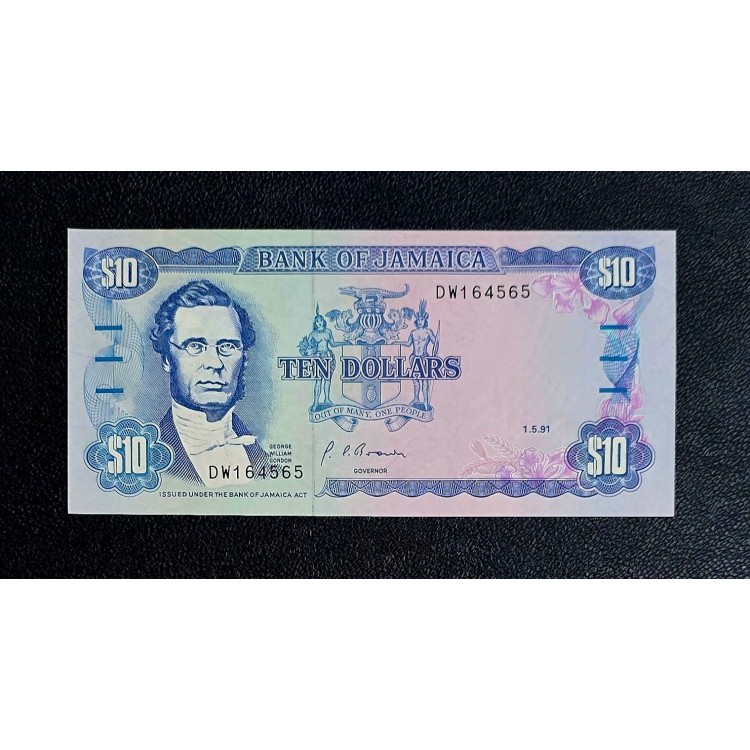 $10
BANK OF JAMAICA
$10
DW164565
TEN DOLLARS
OUT OF MANY, ONE PEOPLE
1.5.91
GEORGE
WILLIAM
GORDON
DW164565
GOVERNOR
$10
$10
ISSUED UNDER THE BANK OF JAMAICA ACT